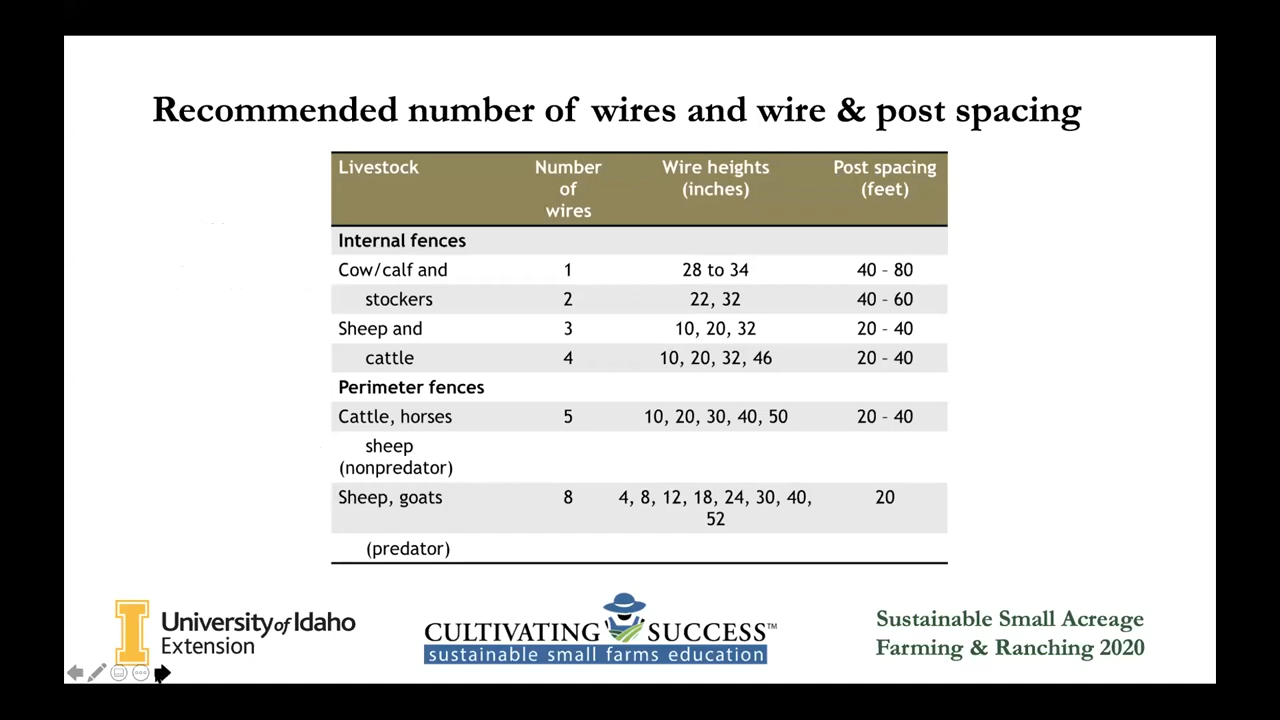 Recommended number of wires and wire & post spacing
Livestock Number of wires Wire heights (inches) Post spacing (feet)
Internal fences
Cow/calf and 1 28 to 34 40 - 80
stockers 2 22, 32 40 - 60
Sheep and 3 10, 20, 32 20 - 40
cattle 4 10, 20, 32, 46 20 - 40
Perimeter fences
Cattle, horses 5 10, 20, 30, 40, 50 20 - 40
sheep
(nonpredator)
Sheep, goats 8 4, 8, 12, 18, 24, 30, 40, 52 20
(predator)
University of Idaho
Extension
CULTIVATING SUCCESS™
sustainable small farms education
Sustainable Small Acreage
Farming & Ranching 2020